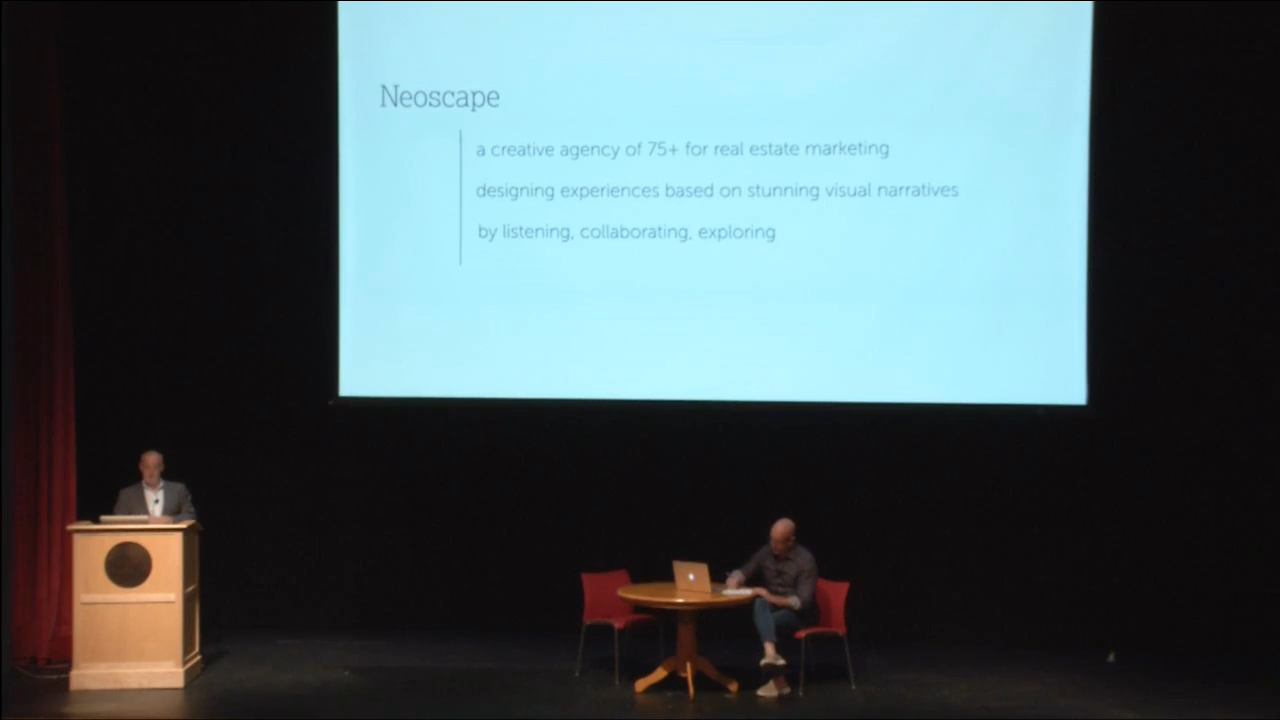 Neoscape
a creative agency of 75+ for real estate marketing
designing experiences based on stunning visual narratives
by listening, collaborating, exploring